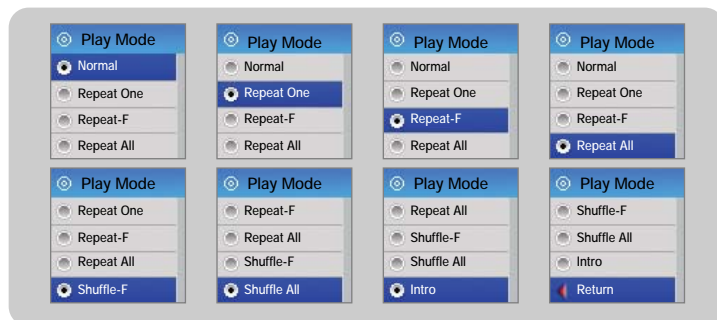 Play Mode
Normal
Repeat One
Repeat-F
Repeat All
Play Mode
Normal
Repeat One
Repeat-F
Repeat All
Play Mode
Normal
Repeat One
Repeat-F
Repeat All
Play Mode
Normal
Repeat One
Repeat-F
Repeat All
Play Mode
Repeat One
Repeat-F
Repeat All
Shuffle-F
Play Mode
Repeat-F
Repeat All
Shuffle-F
Shuffle All
Play Mode
Repeat All
Shuffle-F
Shuffle All
Intro
Play Mode
Shuffle-F
Shuffle All
Intro
Return